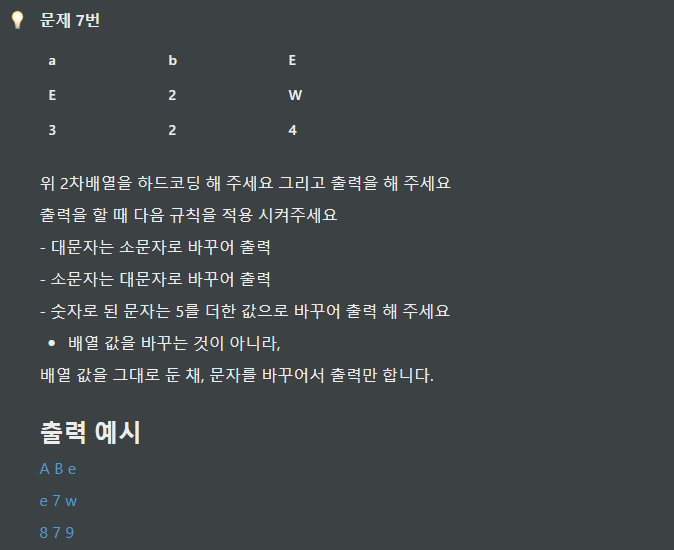 문제 7번
a b E
E 2 W
3 2 4
위 2차배열을 하드코딩 해 주세요 그리고 출력을 해 주세요
출력을 할 때 다음 규칙을 적용 시켜주세요
- 대문자는 소문자로 바꾸어 출력
- 소문자는 대문자로 바꾸어 출력
- 숫자로 된 문자는 5를 더한 값으로 바꾸어 출력 해 주세요
• 배열 값을 바꾸는 것이 아니라,
배열 값을 그대로 둔 채, 문자를 바꾸어서 출력만 합니다.
출력 예시
A B e
e 7 w
8 7 9